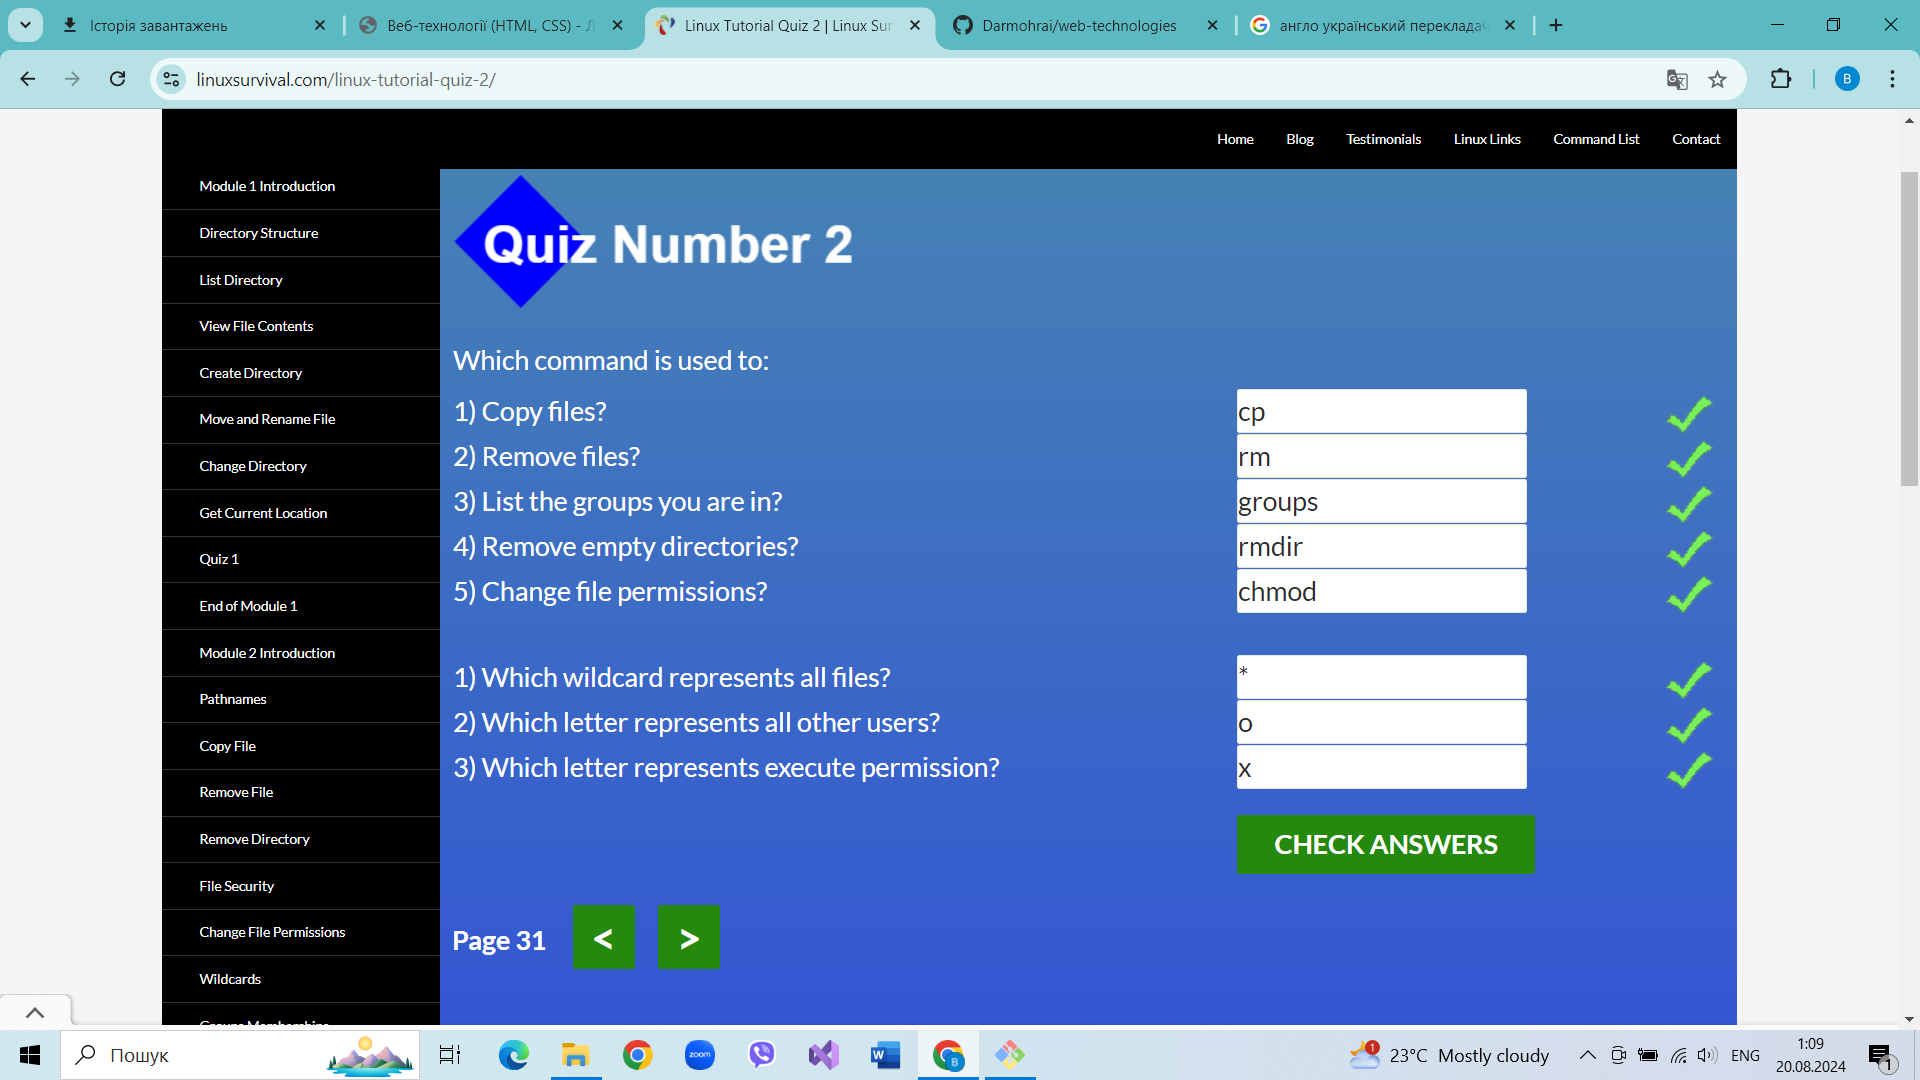 Історія завантажень
Веб-технології (HTML, CSS) - Л
Linux Tutorial Quiz 2 | Linux Sur
Darmohrai/web-technologies
англо український перекладач
linuxsurvival.com/linux-tutorial-quiz-2/
B
Home
Blog
Testimonials
Linux Links
Command List
Contact
Module 1 Introduction
Directory Structure
List Directory
View File Contents
Create Directory
Move and Rename File
Change Directory
Get Current Location
Quiz 1
End of Module 1
Module 2 Introduction
Pathnames
Copy File
Remove File
Remove Directory
File Security
Change File Permissions
Wildcards
Groups Memberships
Quiz Number 2
Which command is used to:
1) Copy files? cp
2) Remove files? rm
3) List the groups you are in? groups
4) Remove empty directories? rmdir
5) Change file permissions? chmod
1) Which wildcard represents all files? *
2) Which letter represents all other users? o
3) Which letter represents execute permission? x
CHECK ANSWERS
Page 31 < >
Пошук
zoom
W
B
1
23°C Mostly cloudy
ENG
1:09
20.08.2024
1